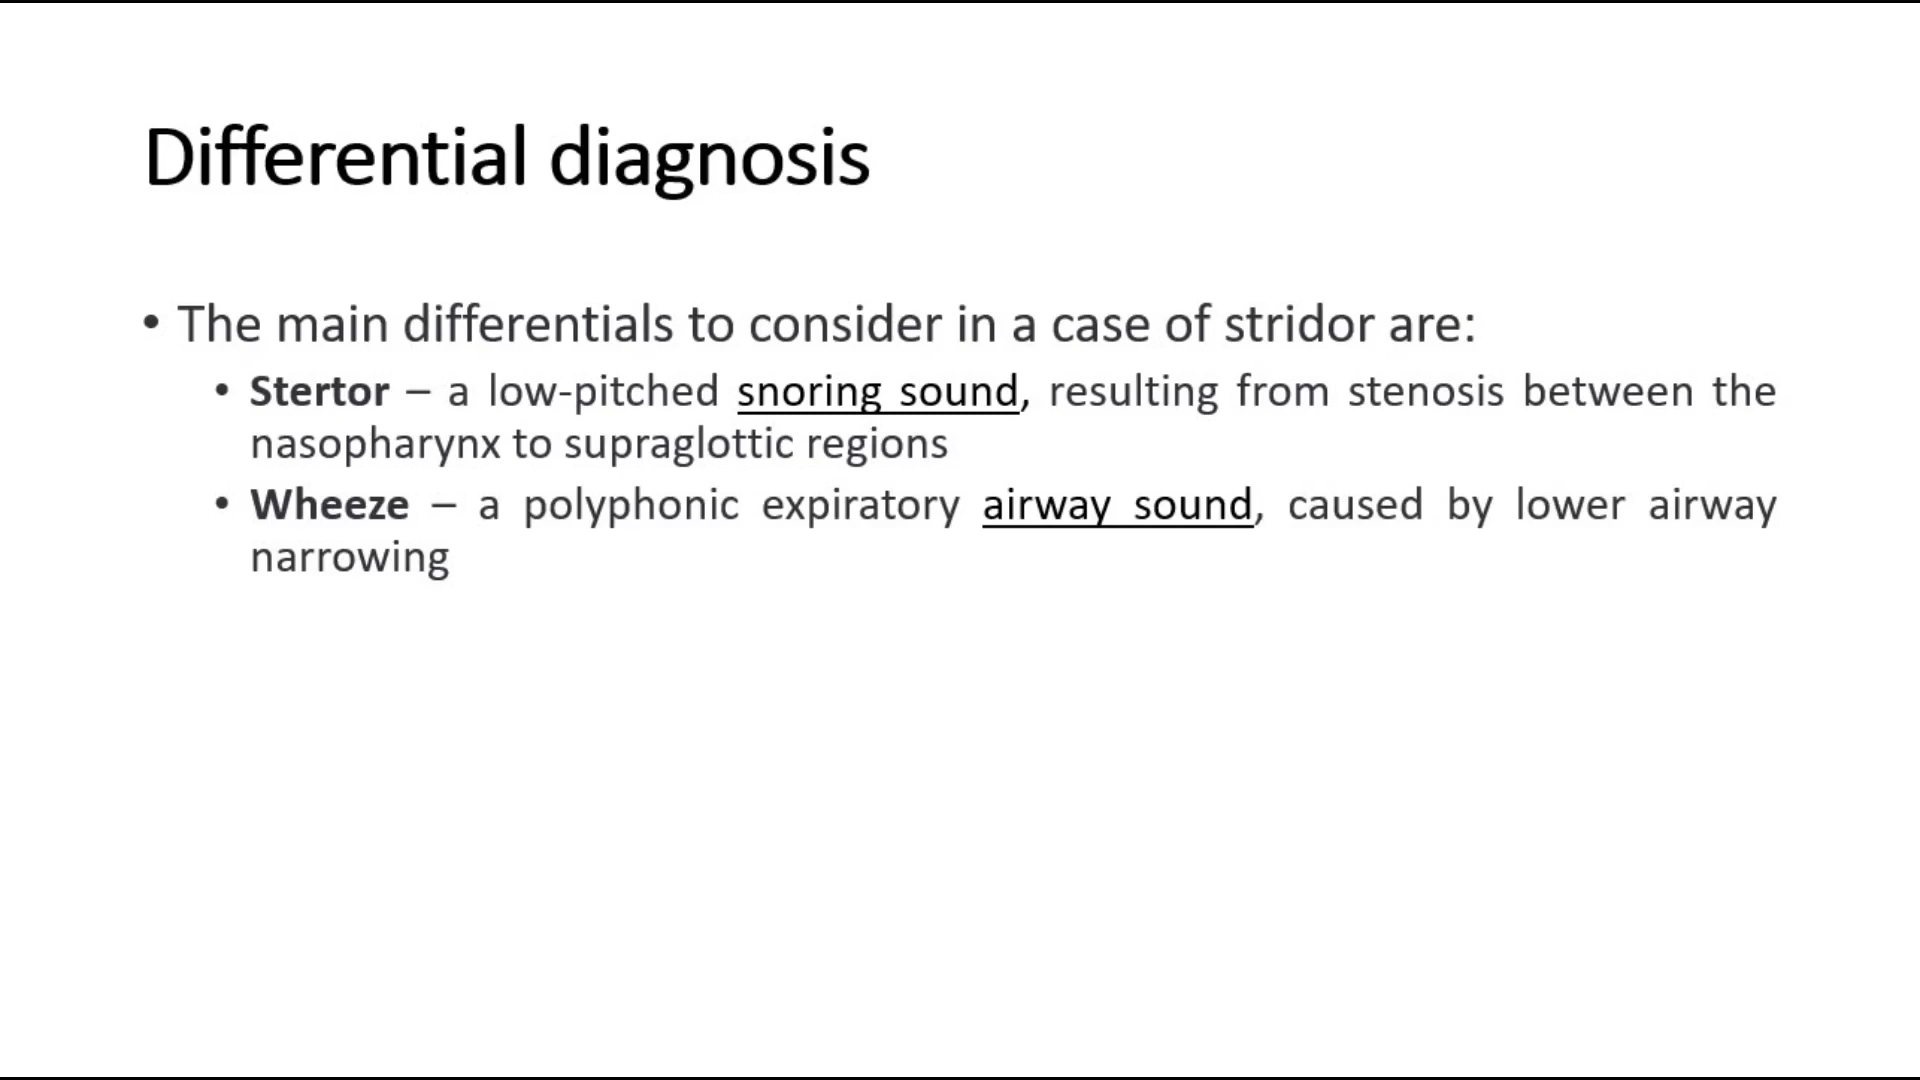 Differential diagnosis
• The main differentials to consider in a case of stridor are:
• Stertor – a low-pitched snoring sound, resulting from stenosis between the
nasopharynx to supraglottic regions
• Wheeze – a polyphonic expiratory airway sound, caused by lower airway
narrowing